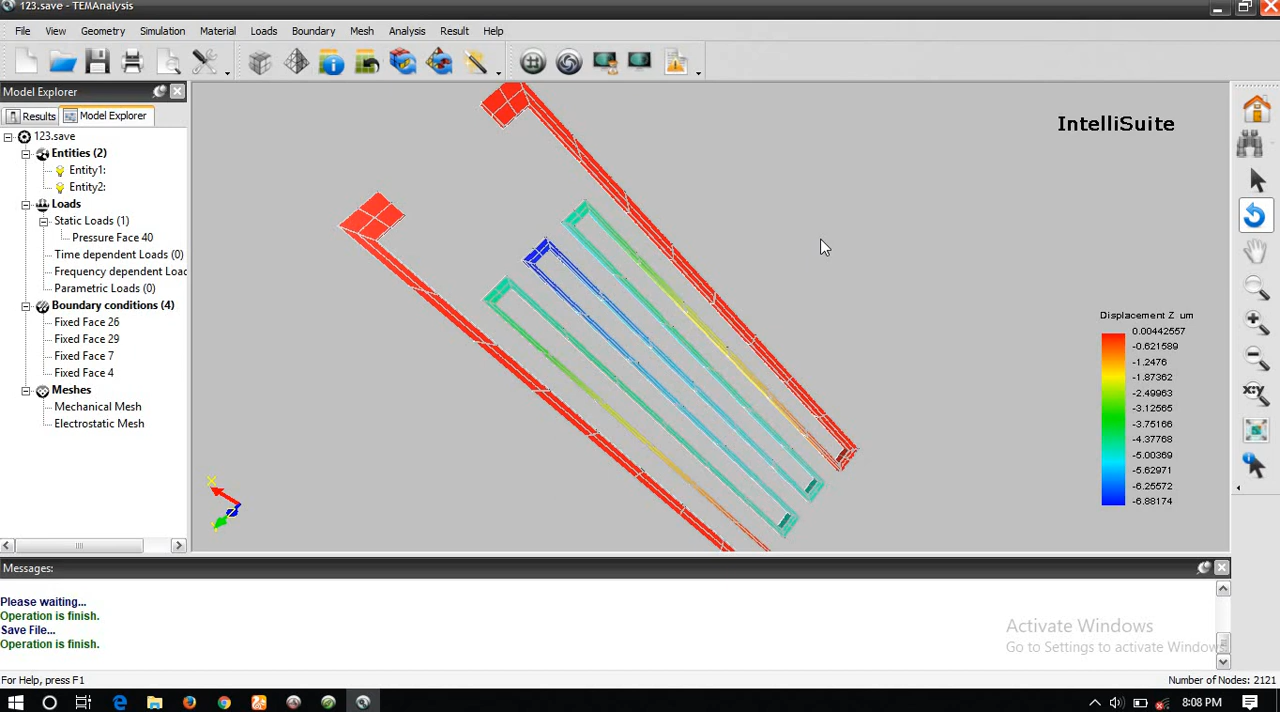 123.save - TEMAnalysis
File View Geometry Simulation Material Loads Boundary Mesh Analysis Result Help
Model Explorer
Results Model Explorer
123.save
Entities (2)
Entity1:
Entity2:
Loads
Static Loads (1)
Pressure Face 40
Time dependent Loads (0)
Frequency dependent Load
Parametric Loads (0)
Boundary conditions (4)
Fixed Face 26
Fixed Face 29
Fixed Face 7
Fixed Face 4
Meshes
Mechanical Mesh
Electrostatic Mesh
IntelliSuite
Displacement Z um
0.00442557
-0.621589
-1.2476
-1.87362
-2.49963
-3.12565
-3.75166
-4.37768
-5.00369
-5.62971
-6.25572
-6.88174
X
Y
x:y
Messages:
Please waiting...
Operation is finish.
Save File...
Operation is finish.
Activate Windows
Go to Settings to activate Windows
For Help, press F1
Number of Nodes: 2121
8:08 PM